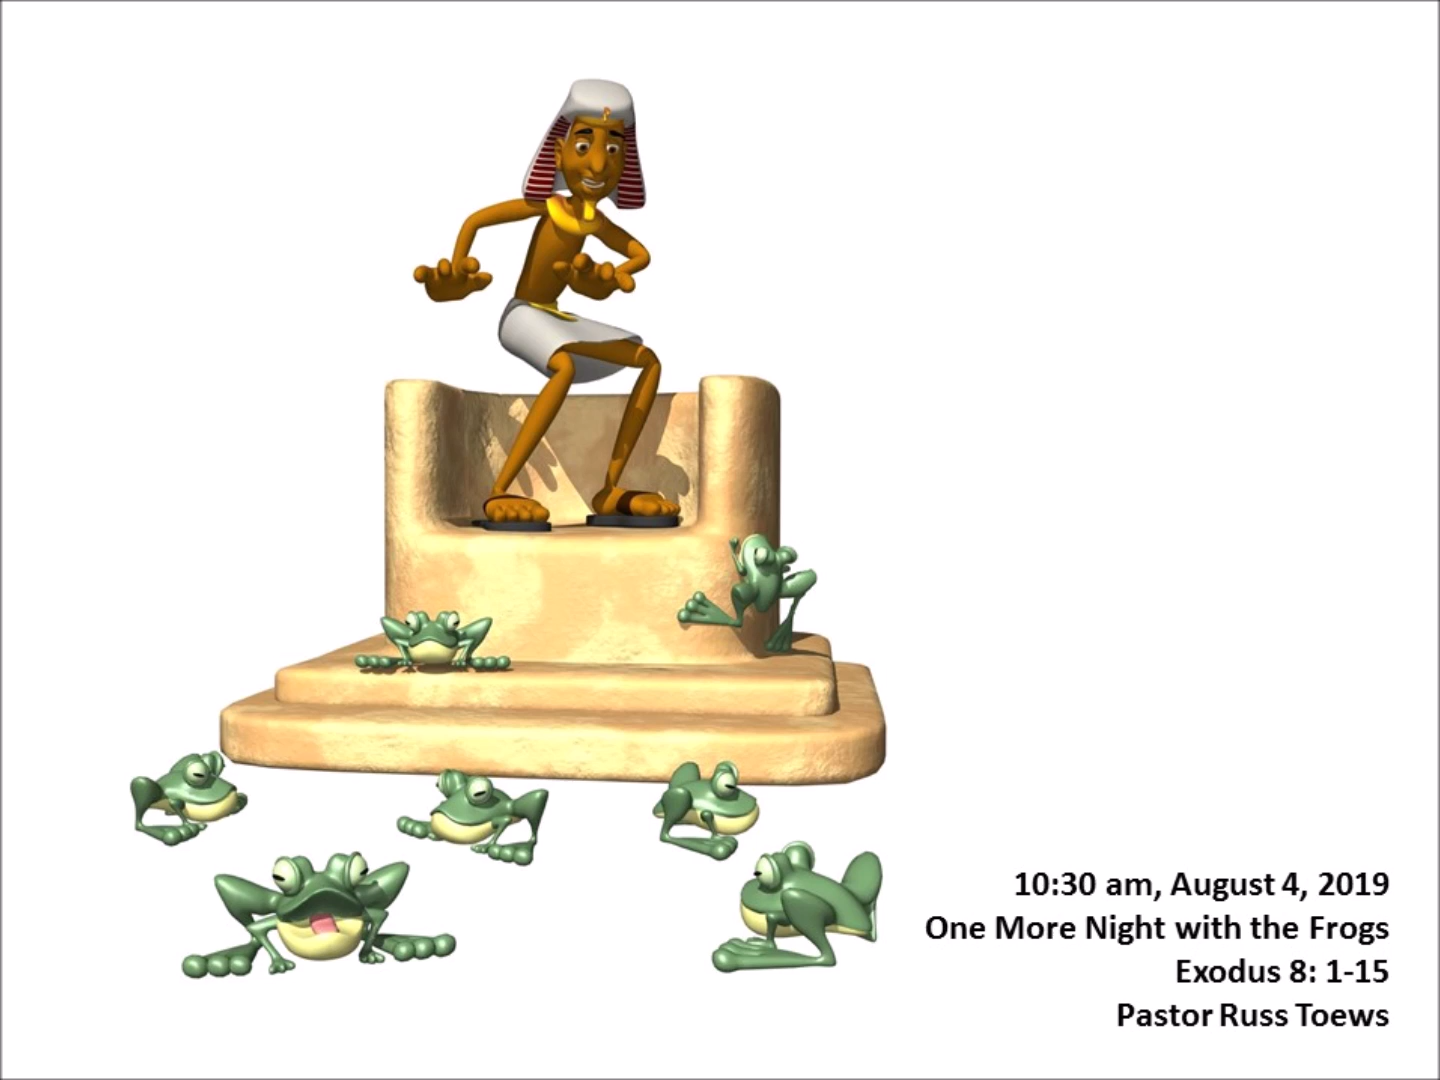 10:30 am, August 4, 2019
One More Night with the Frogs
Exodus 8: 1-15
Pastor Russ Toews